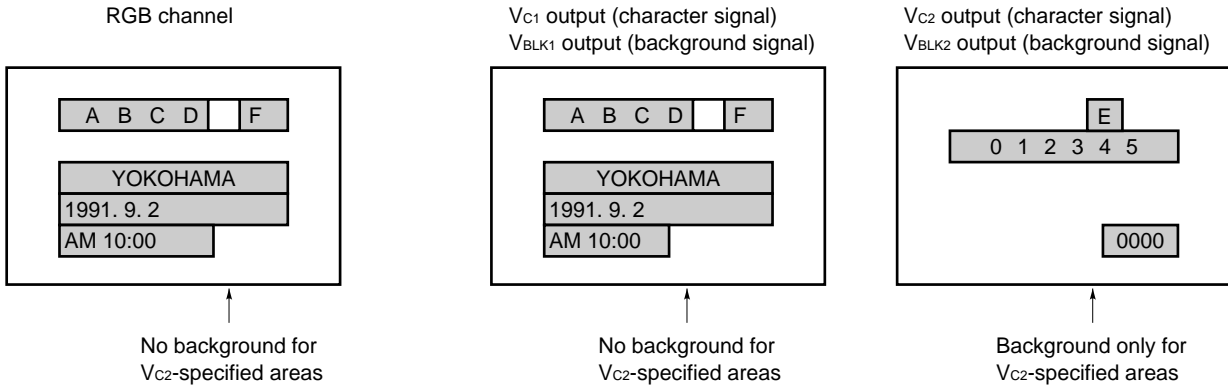 RGB channel
A B C D F
YOKOHAMA
1991. 9. 2
AM 10:00
No background for
VC2-specified areas
VC1 output (character signal)
VBLK1 output (background signal)
A B C D F
YOKOHAMA
1991. 9. 2
AM 10:00
No background for
VC2-specified areas
VC2 output (character signal)
VBLK2 output (background signal)
E
0 1 2 3 4 5
0000
Background only for
VC2-specified areas